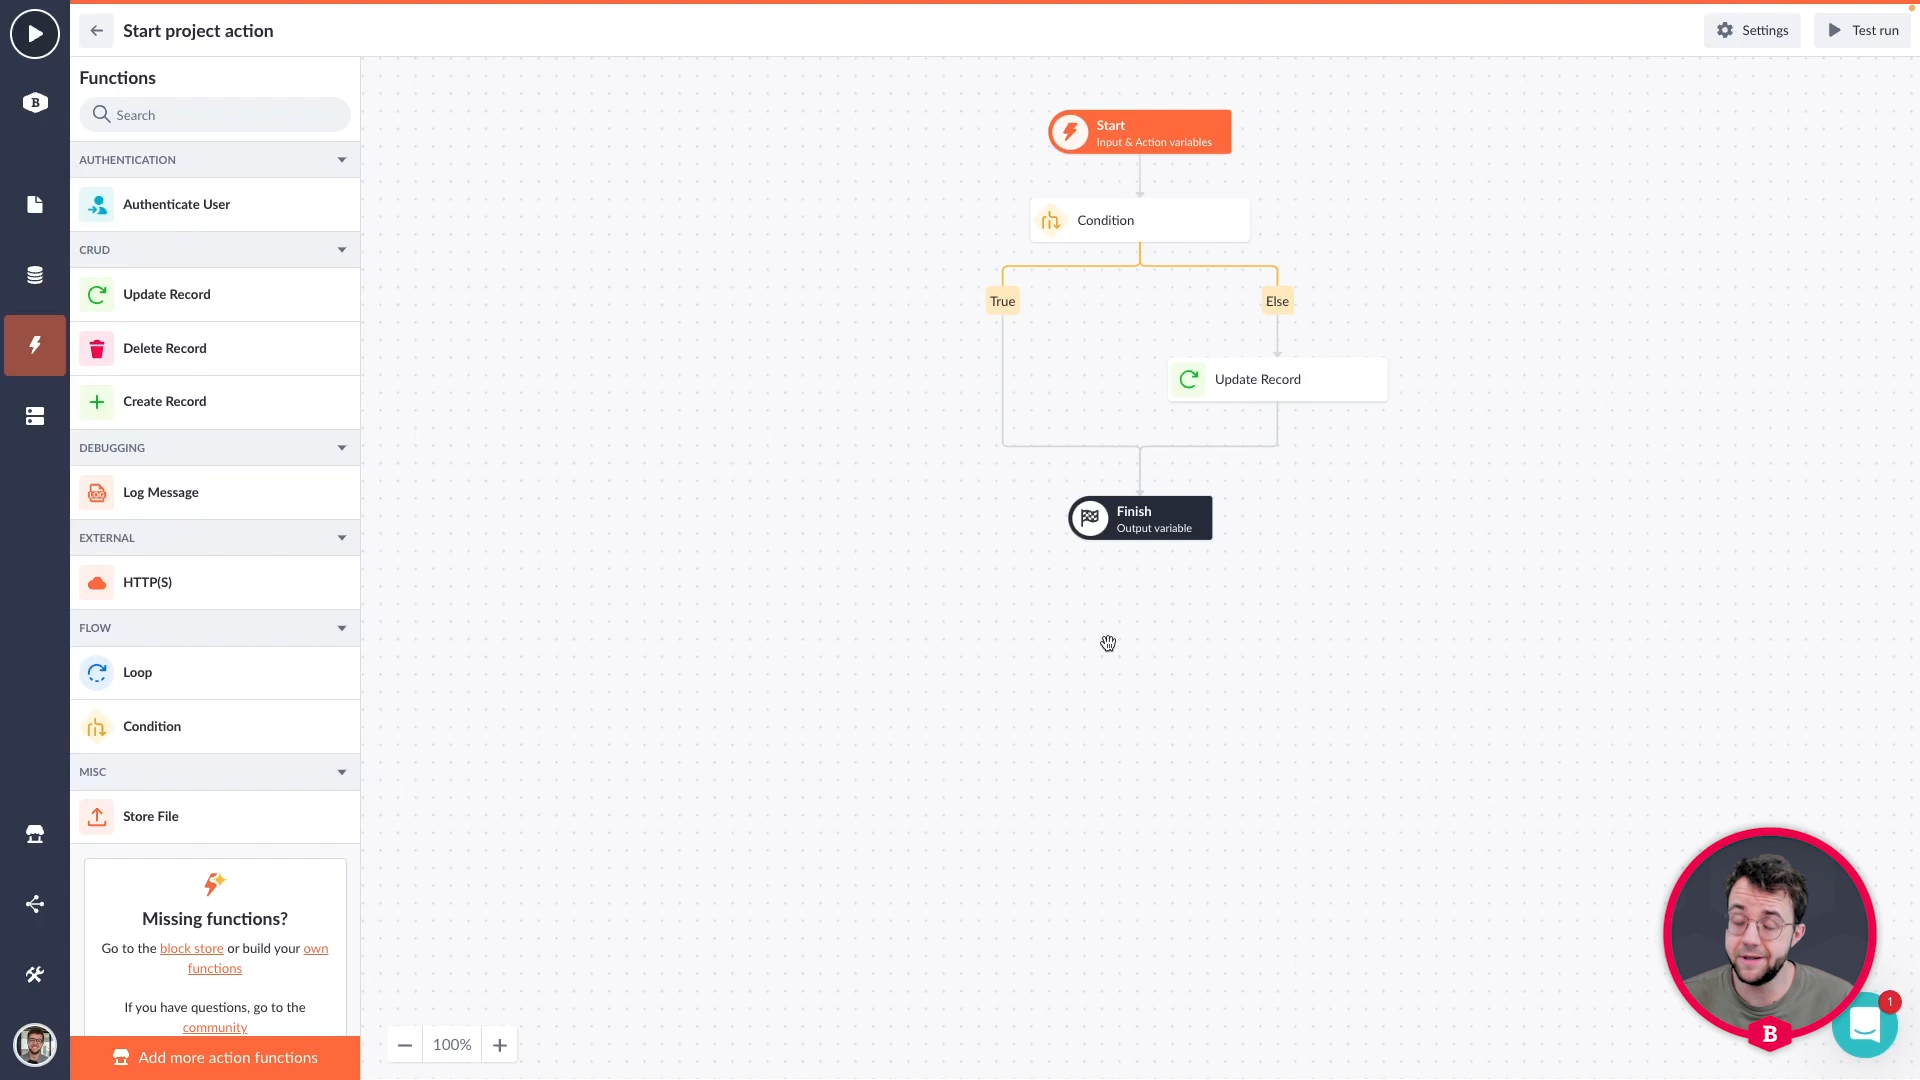 Start project action
Settings
Test run
B
Functions
Search
AUTHENTICATION
Authenticate User
CRUD
Update Record
Delete Record
Create Record
DEBUGGING
LOG
Log Message
EXTERNAL
HTTP(S)
FLOW
Loop
Condition
MISC
Store File
Missing functions?
Go to the block store or build your own
functions
If you have questions, go to the
community
Add more action functions
Start
Input & Action variables
Condition
True
Else
Update Record
Finish
Output variable
100%
1
B